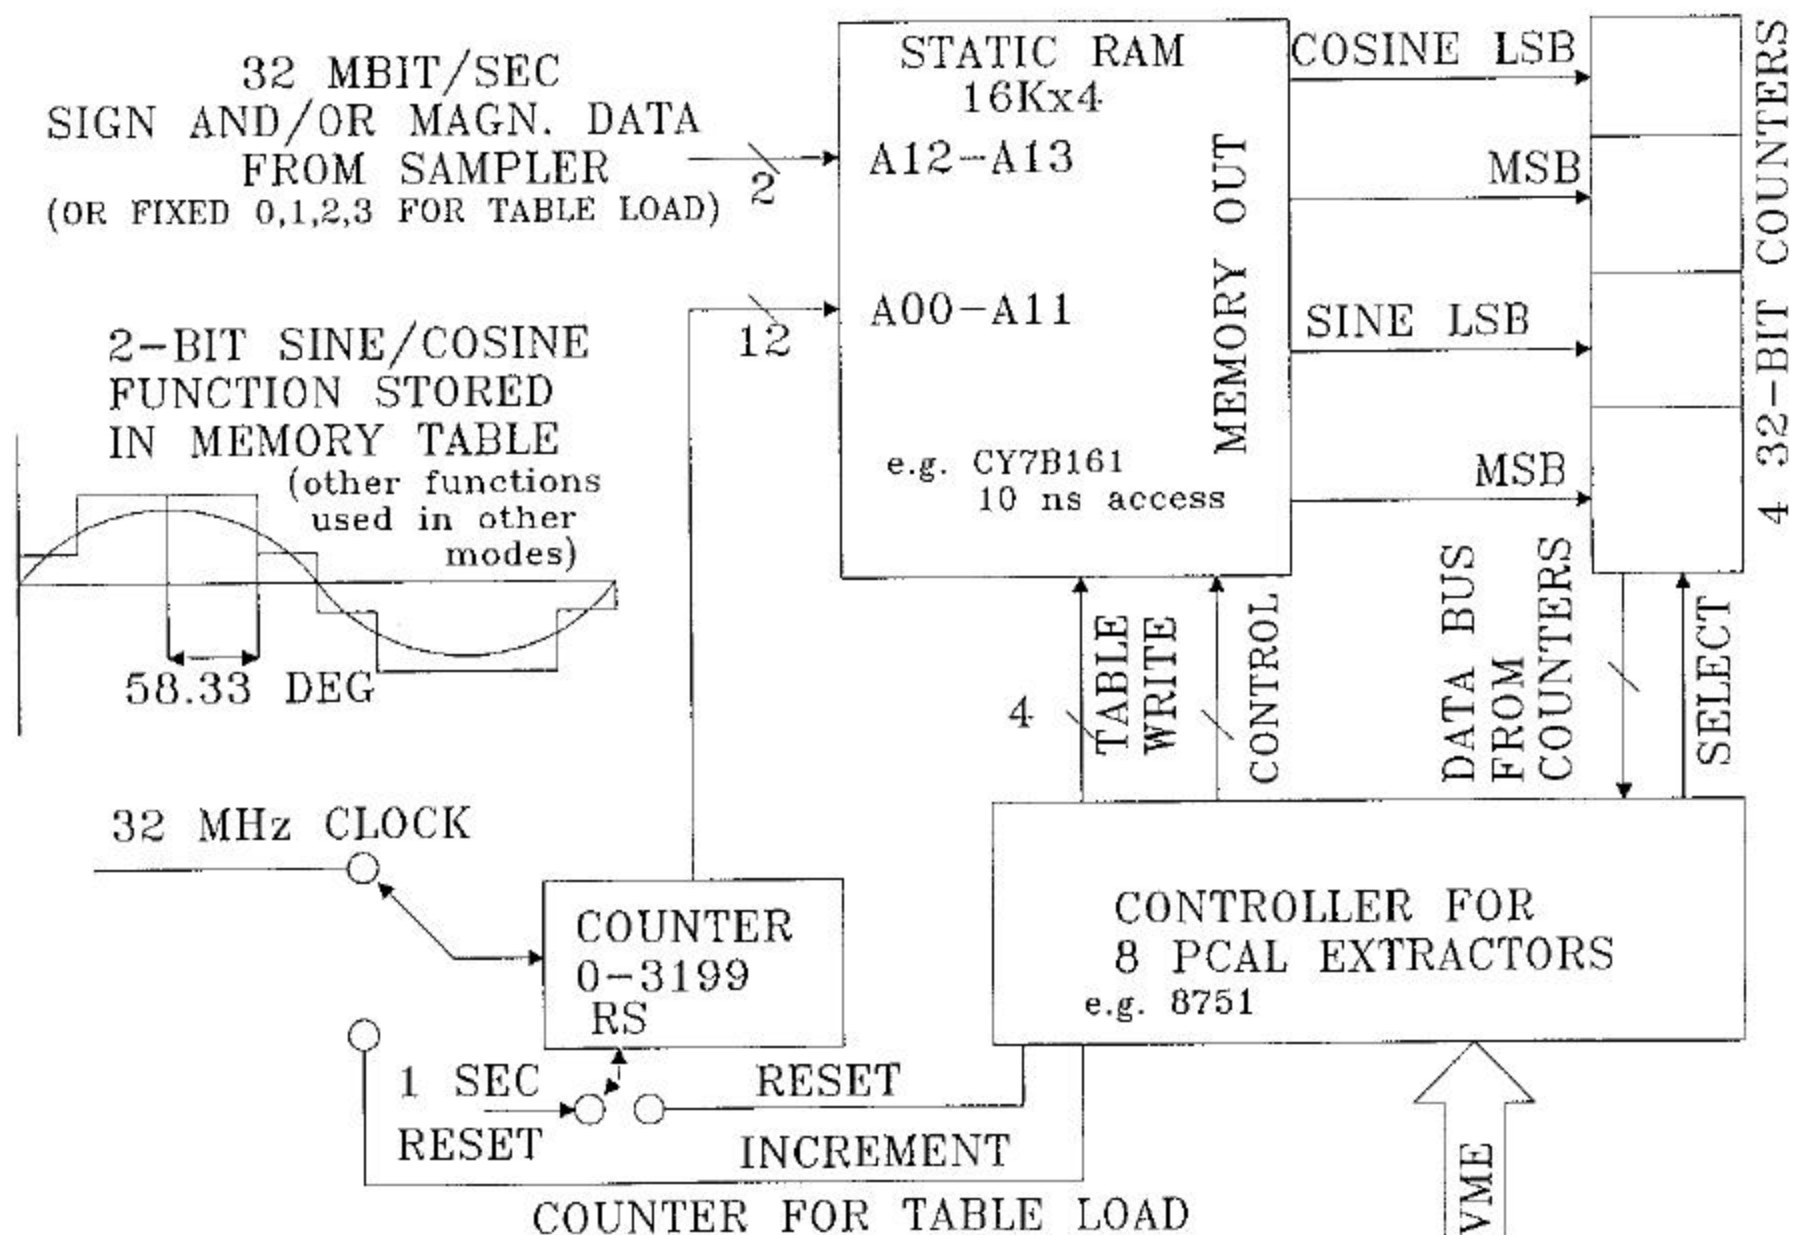 32 MBIT/SEC
SIGN AND/OR MAGN. DATA
FROM SAMPLER
(OR FIXED 0,1,2,3 FOR TABLE LOAD)
2
STATIC RAM
16Kx4
A12-A13
A00-A11
12
MEMORY OUT
e.g. CY7B161
10 ns access
COSINE LSB
MSB
SINE LSB
MSB
4 32-BIT COUNTERS
2-BIT SINE/COSINE
FUNCTION STORED
IN MEMORY TABLE
(other functions
used in other
modes)
58.33 DEG
4
TABLE
WRITE
CONTROL
DATA BUS
FROM
COUNTERS
SELECT
32 MHz CLOCK
COUNTER
0-3199
RS
CONTROLLER FOR
8 PCAL EXTRACTORS
e.g. 8751
1 SEC
RESET
RESET
INCREMENT
COUNTER FOR TABLE LOAD
VME